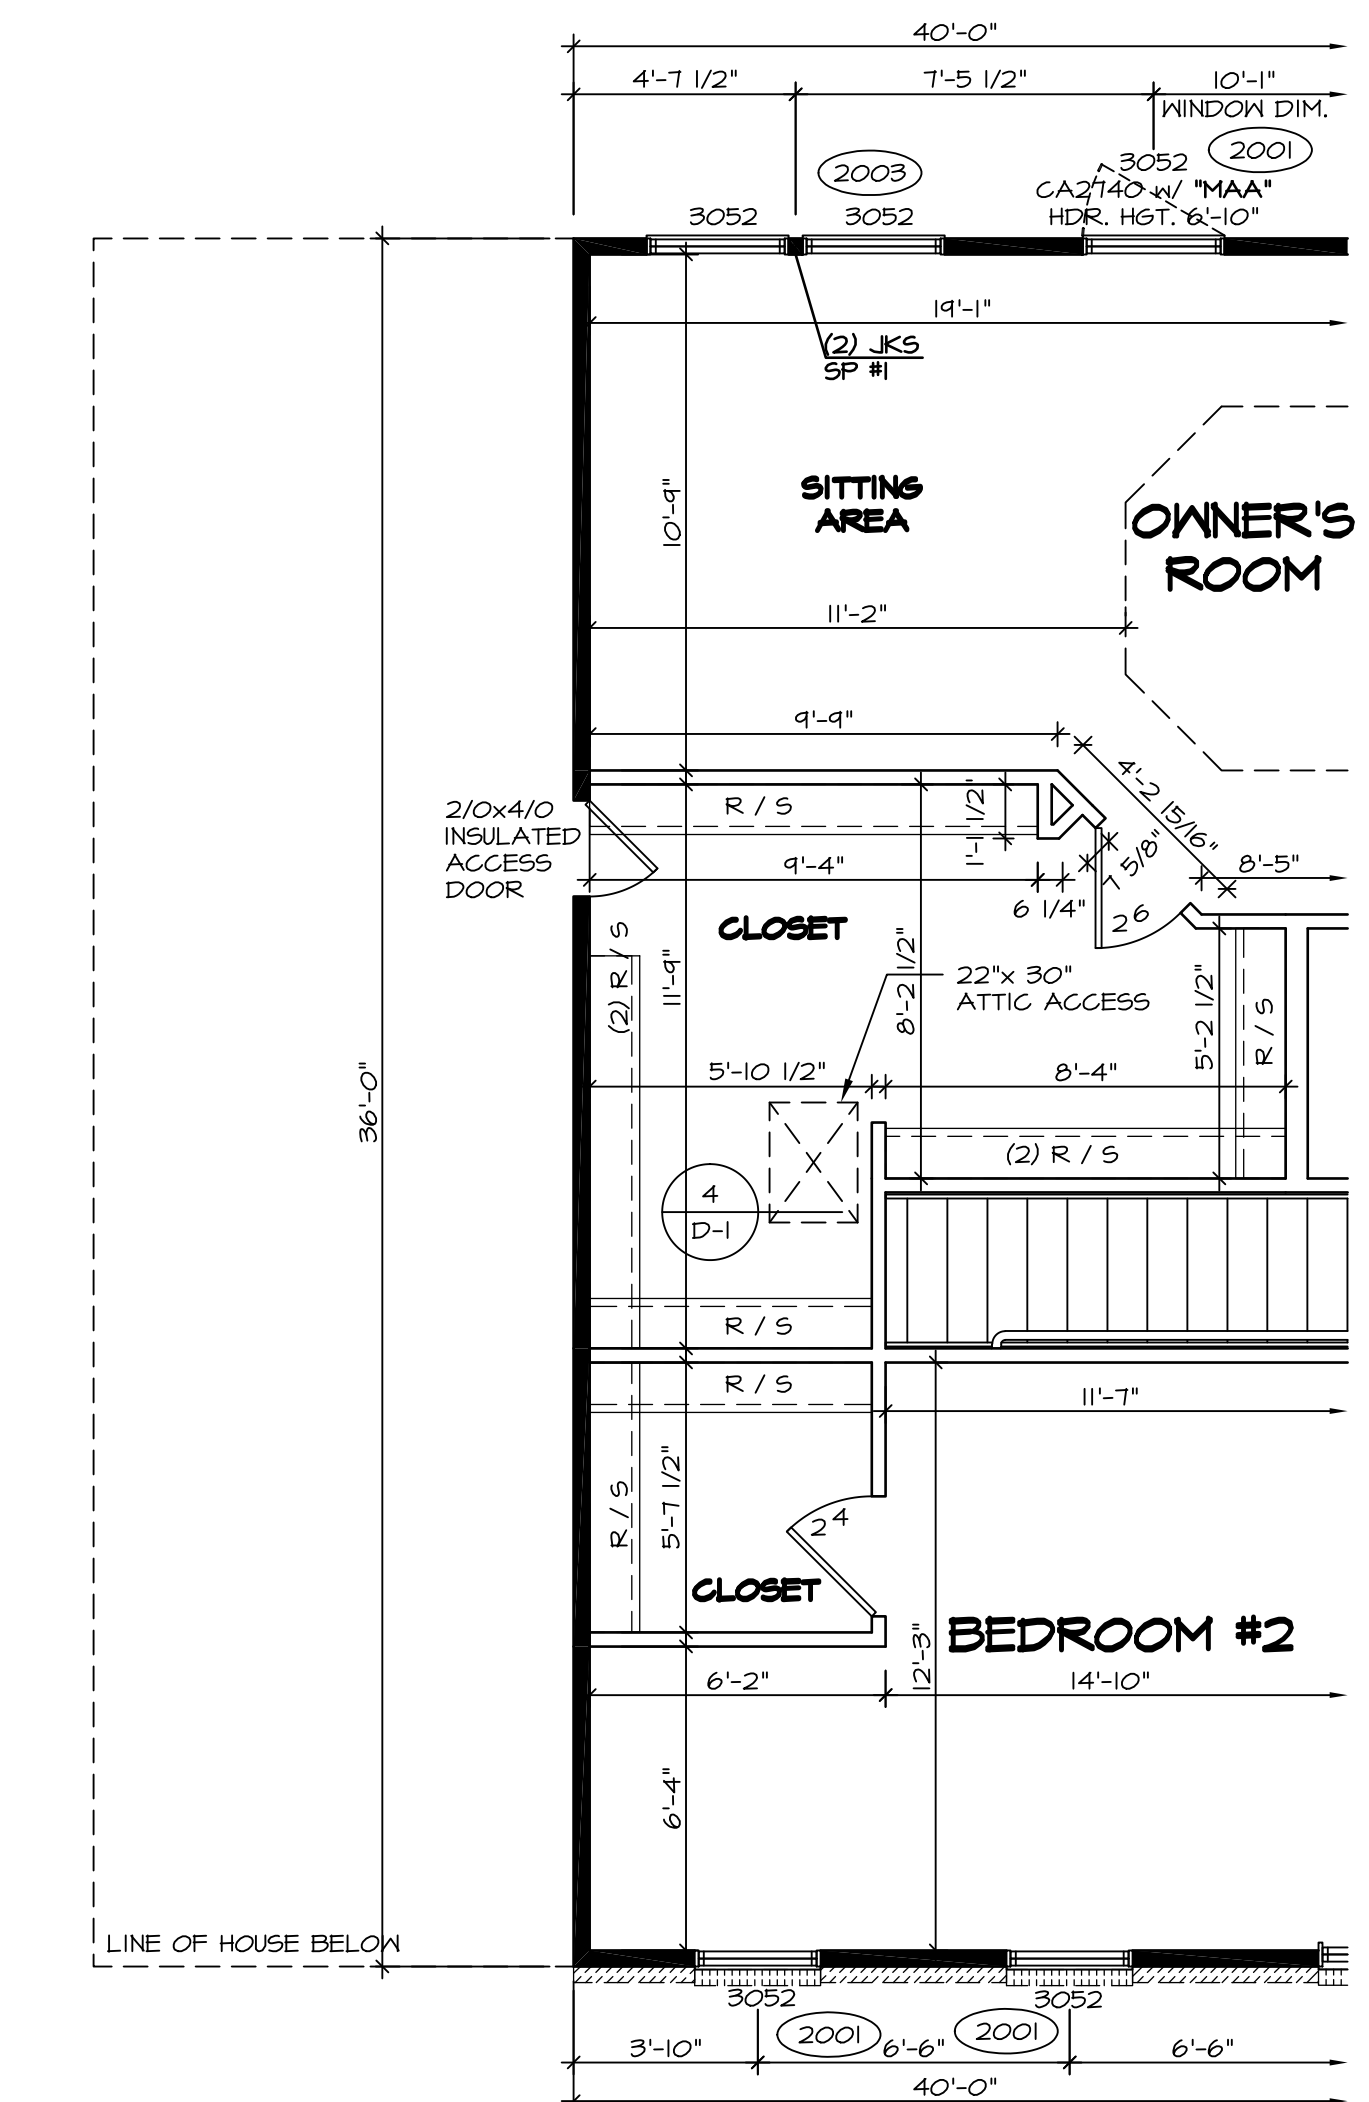 40'-0"
4'-7 1/2"
7'-5 1/2"
10'-1"
WINDOW DIM.
2003
3052
2001
CA2740 w/ "MAA"
HDR. HGT. 6'-10"
3052
3052
19'-1"
(2) JKS
SP #1
SITTING
AREA
OWNER'S
ROOM
10'-9"
11'-2"
9'-9"
4'-2 15/16"
2/0x4/0
INSULATED
ACCESS
DOOR
R / S
1'-1 1/2"
7 5/8"
9'-4"
8'-5"
6 1/4"
2 6
CLOSET
(2) R / S
11'-9"
8'-2 1/2"
22"x 30"
ATTIC ACCESS
5'-2 1/2"
R / S
36'-0"
5'-10 1/2"
8'-4"
(2) R / S
4
D-1
R / S
R / S
11'-7"
R / S
5'-7 1/2"
2 4
CLOSET
BEDROOM #2
12'-3"
6'-2"
14'-10"
6'-4"
LINE OF HOUSE BELOW
3052
3052
2001
2001
3'-10"
6'-6"
6'-6"
40'-0"